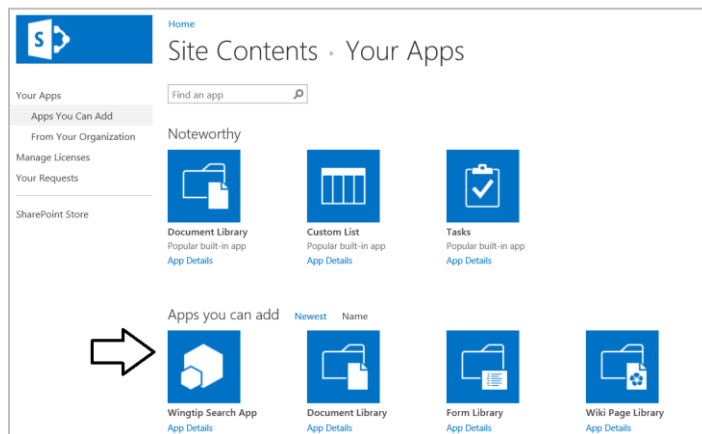 S
Home
Site Contents ▸ Your Apps
Your Apps
Apps You Can Add
From Your Organization
Manage Licenses
Your Requests
SharePoint Store
Find an app
Noteworthy
Document Library
Popular built-in app
App Details
Custom List
Popular built-in app
App Details
Tasks
Popular built-in app
App Details
Apps you can add Newest Name
Wingtip Search App
App Details
Document Library
App Details
Form Library
App Details
Wiki Page Library
App Details